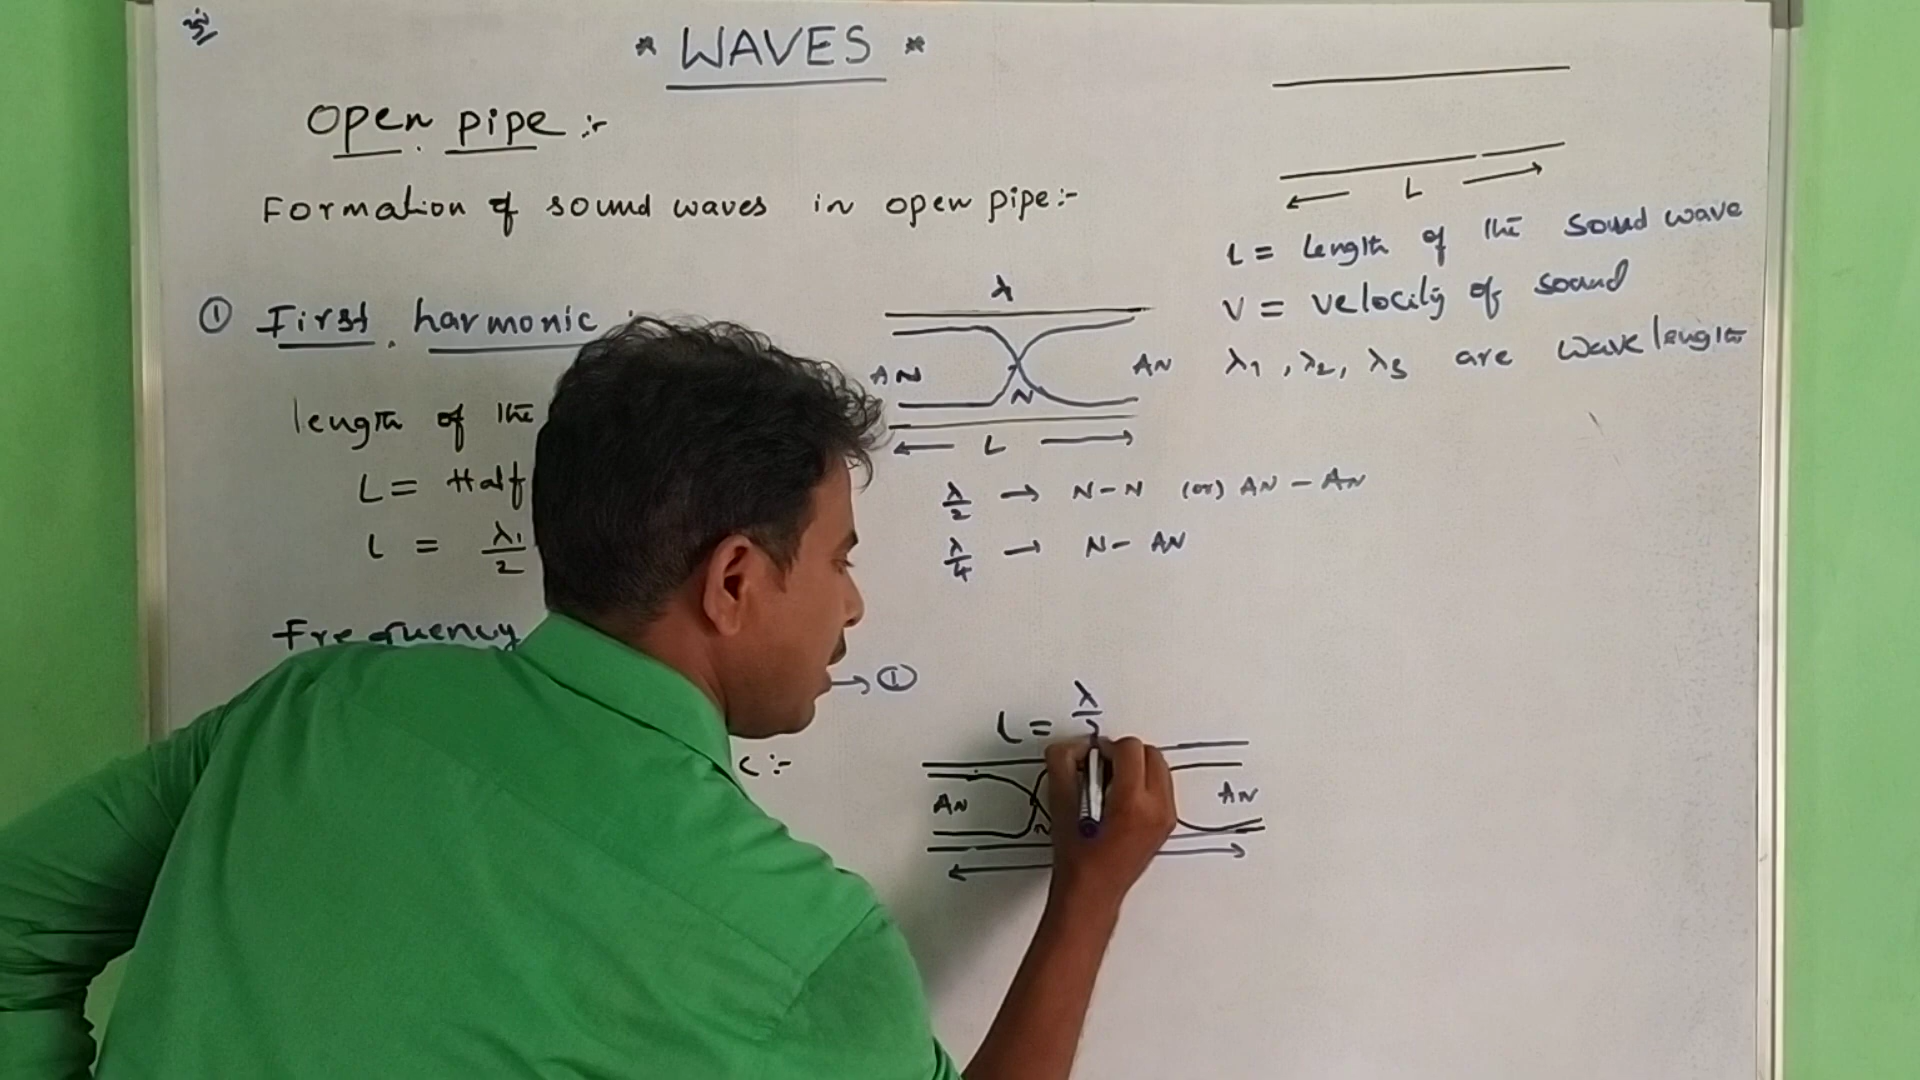 * WAVES *
Open pipe :-
Formation of sound waves in open pipe:-
① First harmonic
length of the
L = Half
L = λ₁/2
Frequency
→ ①
c :-
λ
AN AN
N
L
λ/2 → N-N (or) AN - AN
λ/4 → N- AN
L = λ/2
AN AN
N
L
L = Length of the sound wave
V = velocity of sound
λ₁, λ₂, λ₃ are wavelength